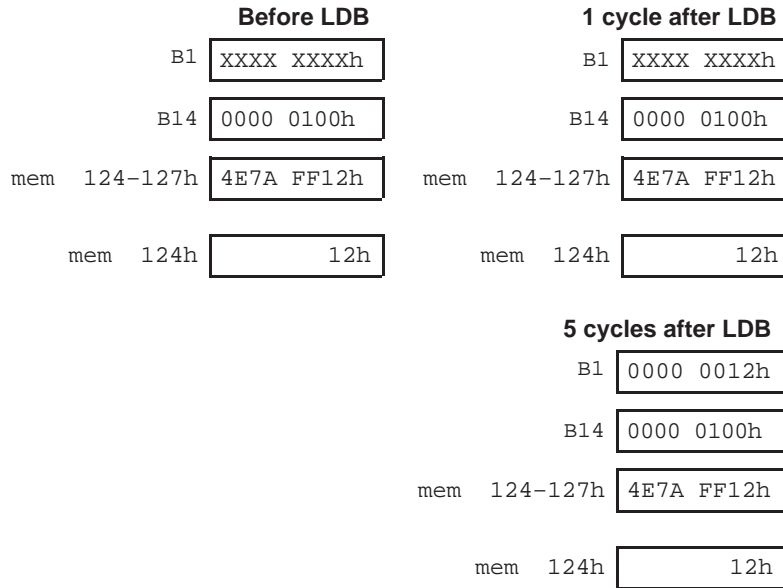 Before LDB 1 cycle after LDB
B1 XXXX XXXXh B1 XXXX XXXXh
B14 0000 0100h B14 0000 0100h
mem 124−127h 4E7A FF12h mem 124−127h 4E7A FF12h
mem 124h 12h mem 124h 12h
5 cycles after LDB
B1 0000 0012h
B14 0000 0100h
mem 124−127h 4E7A FF12h
mem 124h 12h